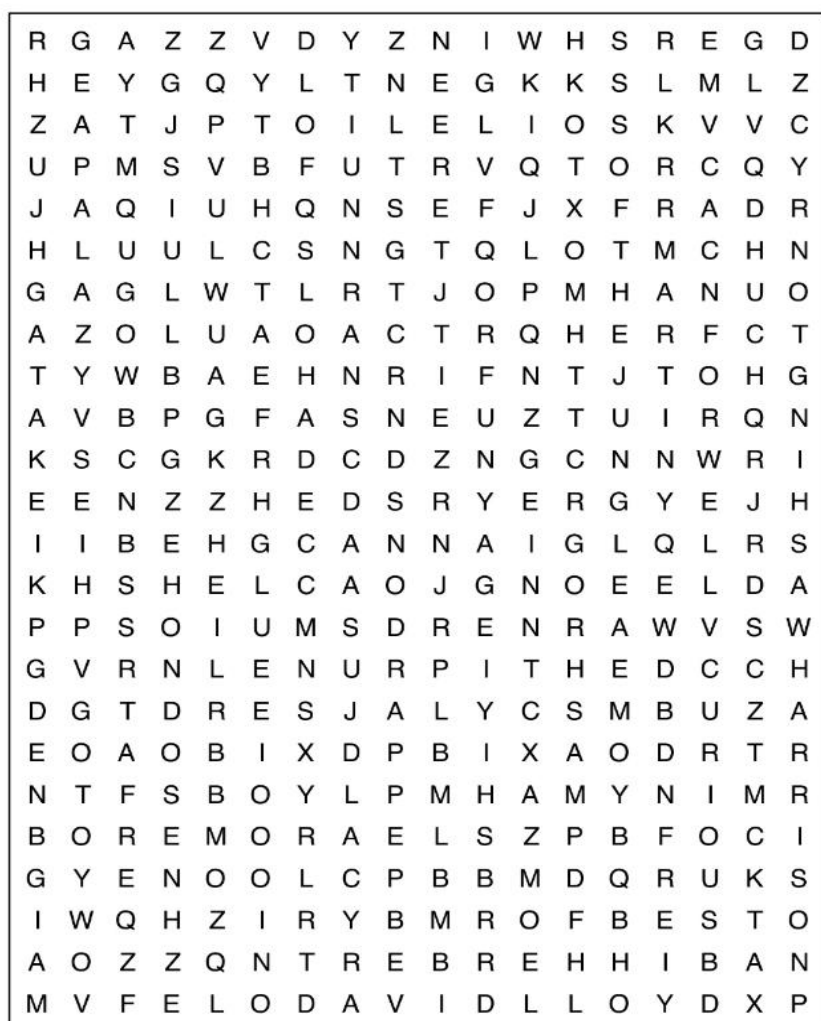 R G A Z Z V D Y Z N I W H S R E G D
H E Y G Q Y L T N E G K K S L M L Z
Z A T J P T O I L E L I O S K V V C
U P M S V B F U T R V Q T O R C Q Y
J A Q I U H Q N S E F J X F R A D R
H L U U L C S N G T Q L O T M C H N
G A G L W T L R T J O P M H A N U O
A Z O L U A O A C T R Q H E R F C T
T Y W B A E H N R I F N T J T O H G
A V B P G F A S N E U Z T U I R Q N
K S C G K R D C D Z N G C N N W R I
E E N Z Z H E D S R Y E R G Y E J H
I I B E H G C A N N A I G L Q L R S
K H S H E L C A O J G N O E E L D A
P P S O I U M S D R E N R A W V S W
G V R N L E N U R P I T H E D C C H
D G T D R E S J A L Y C S M B U Z A
E O A O B I X D P B I X A O D R T R
N T F S B O Y L P M H A M Y N I M R
B O R E M O R A E L S Z P B F O C I
G Y E N O O L C P B B M D Q R U K S
I W Q H Z I R Y B M R O F B E S T O
A O Z Z Q N T R E B R E H H I B A N
M V F E L O D A V I D L L O Y D X P